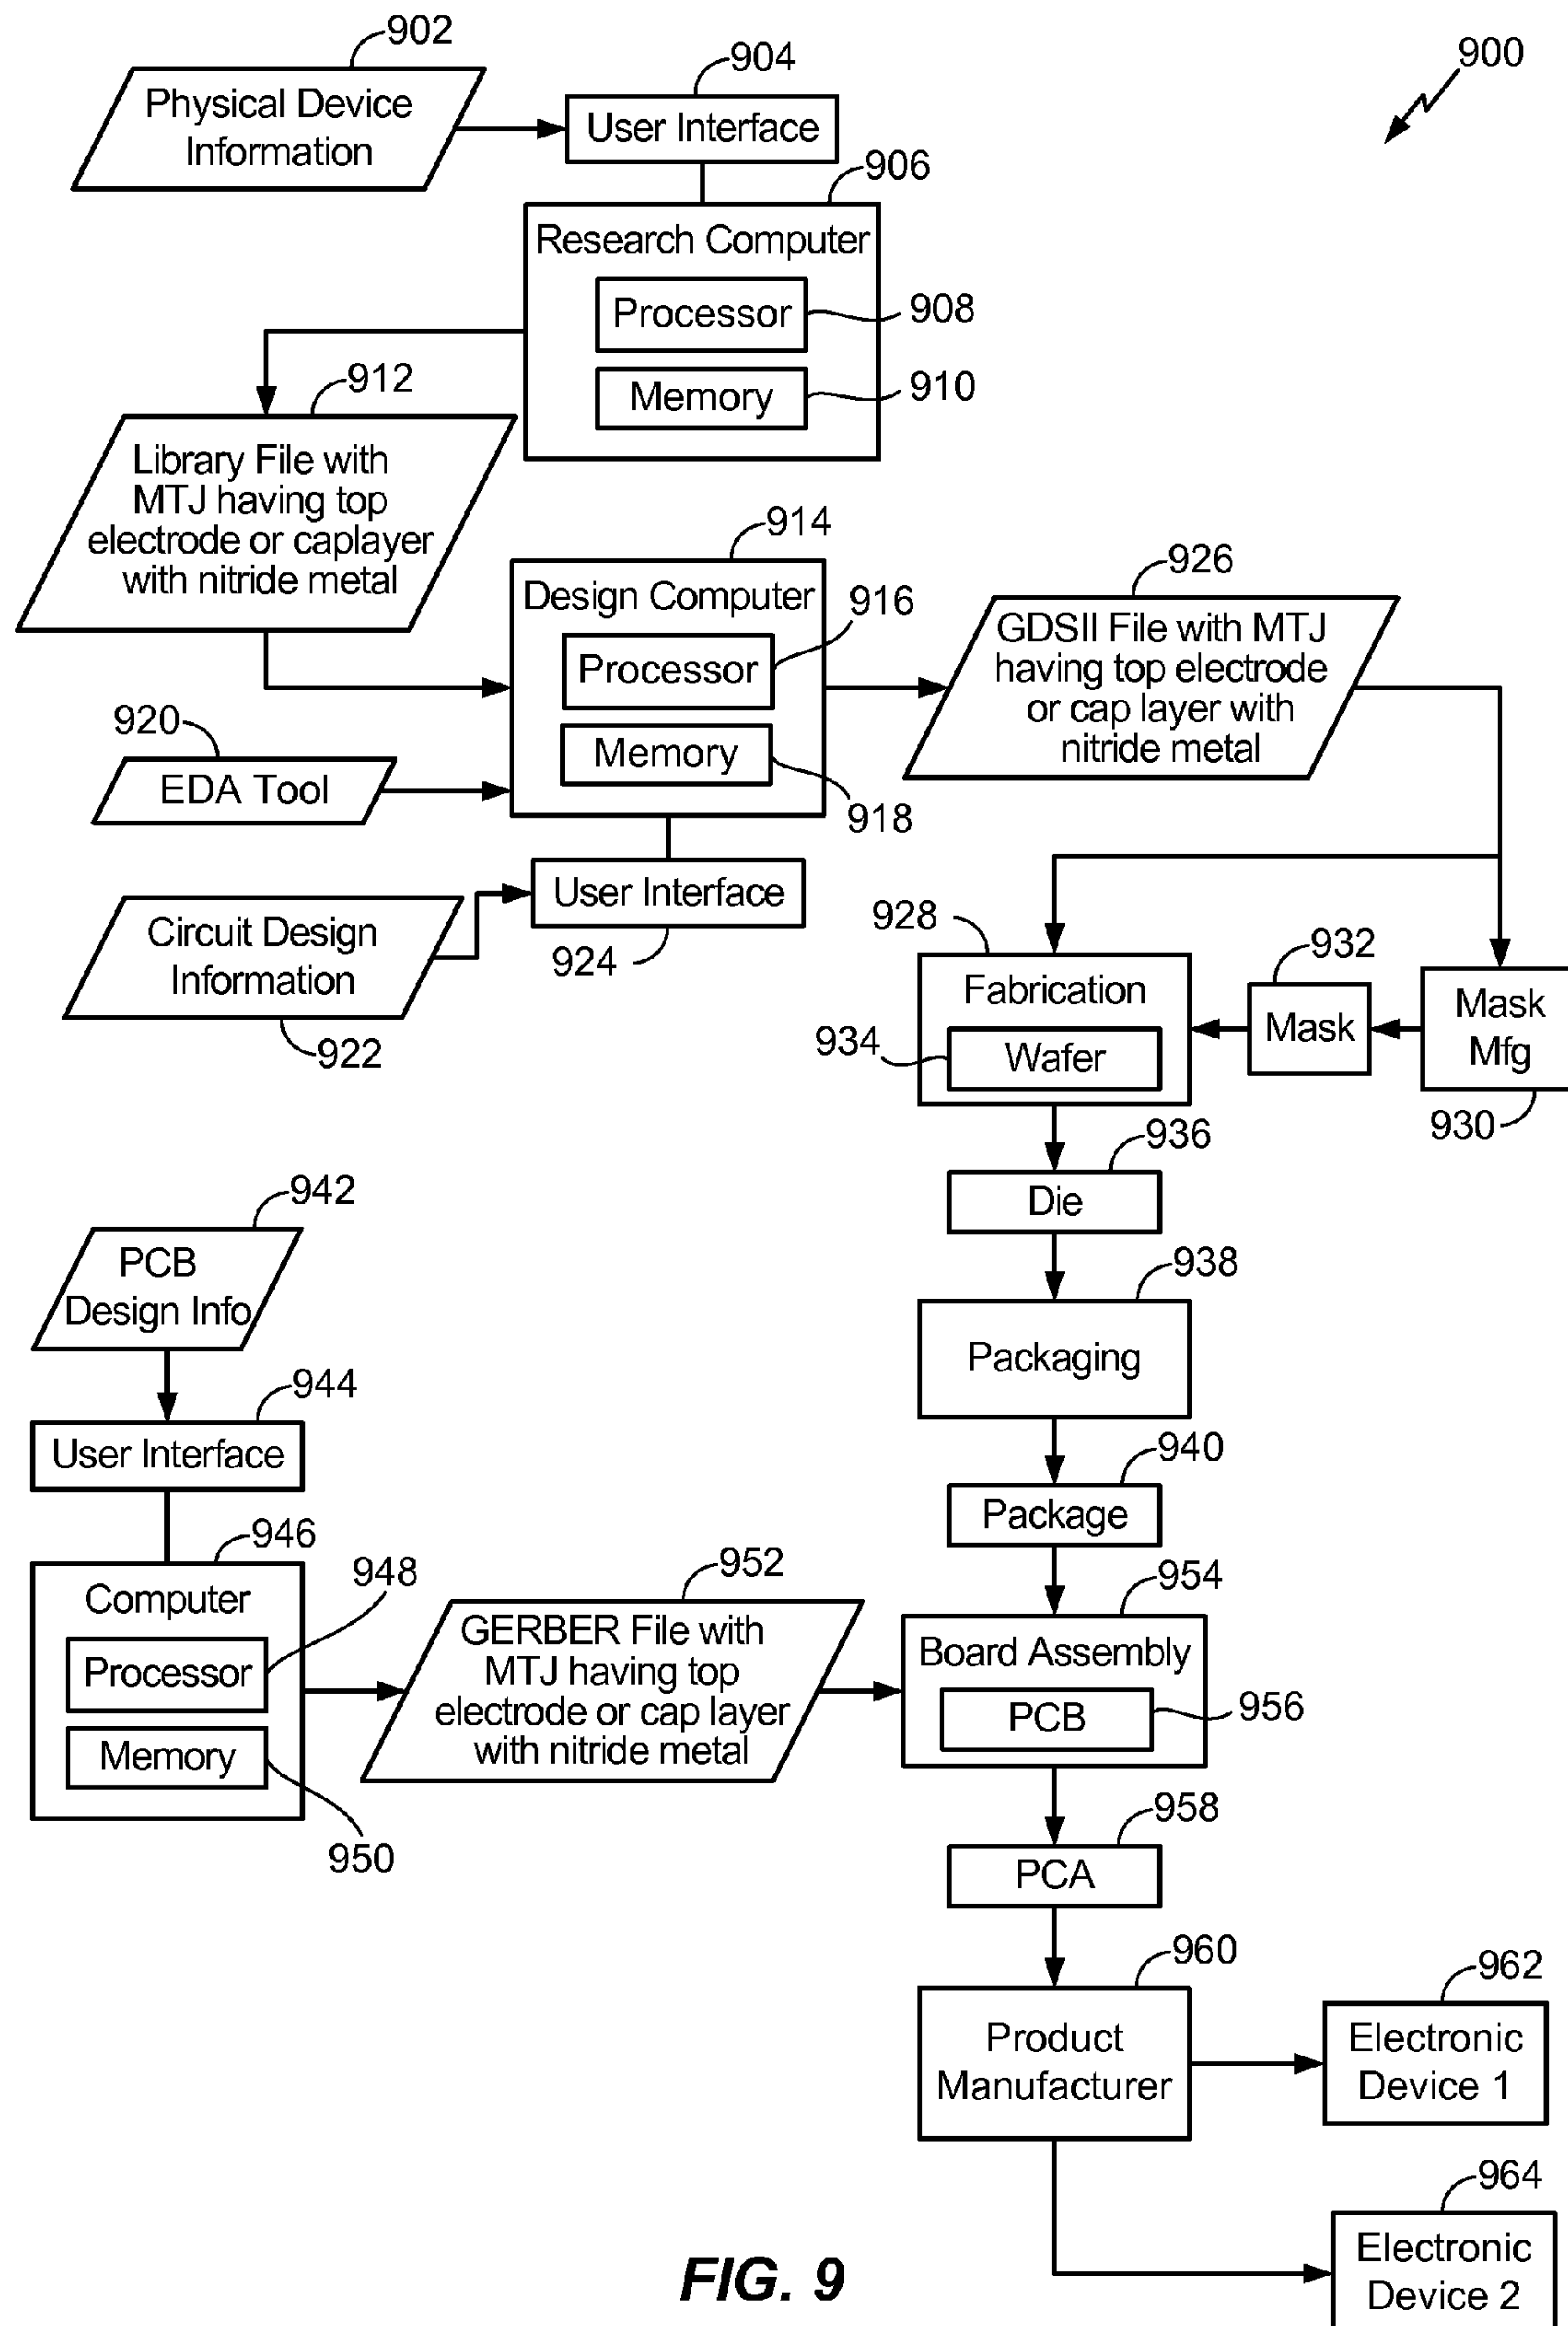 902
904
900
Physical Device
Information
User Interface
906
Research Computer
Processor
908
Memory
910
912
Library File with
MTJ having top
electrode or caplayer
with nitride metal
914
Design Computer
916
Processor
Memory
918
926
GDSII File with MTJ
having top electrode
or cap layer with
nitride metal
920
EDA Tool
User Interface
924
Circuit Design
Information
922
928
Fabrication
934
Wafer
932
Mask
Mask
Mfg
930
936
Die
938
Packaging
940
Package
942
PCB
Design Info
944
User Interface
946
Computer
948
Processor
Memory
950
952
GERBER File with
MTJ having top
electrode or cap layer
with nitride metal
954
Board Assembly
PCB
956
958
PCA
960
Product
Manufacturer
962
Electronic
Device 1
964
Electronic
Device 2
FIG. 9